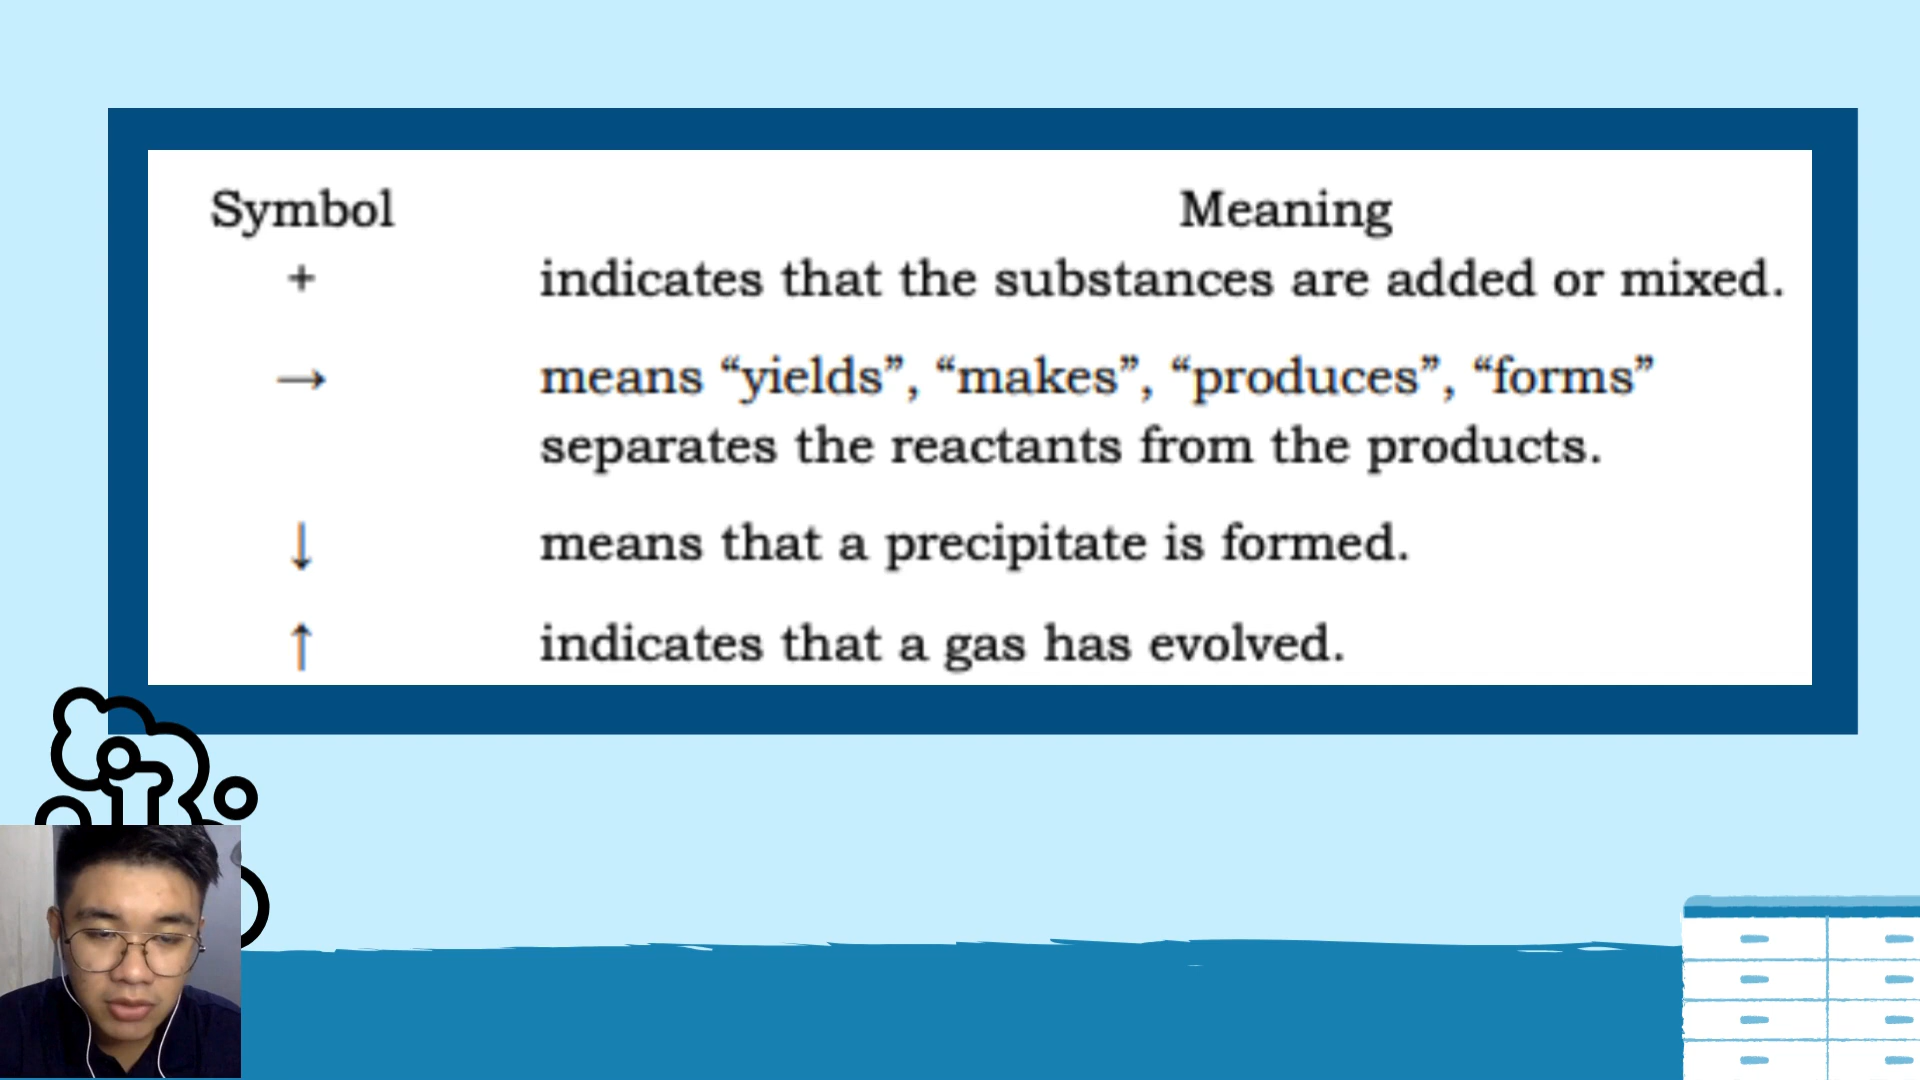 Symbol Meaning
+ indicates that the substances are added or mixed.
→ means “yields”, “makes”, “produces”, “forms”
separates the reactants from the products.
↓ means that a precipitate is formed.
↑ indicates that a gas has evolved.